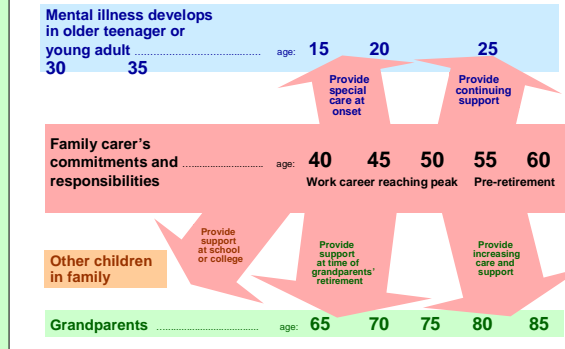 Mental illness develops
in older teenager or
young adult ........................................ age: 15 20 25
30 35
Provide
special
care at
onset
Provide
continuing
support
Family carer's
commitments and
responsibilities
........................... age: 40 45 50 55 60
Work career reaching peak Pre-retirement
Provide
support
at school
or college
Provide
support
at time of
grandparents'
retirement
Provide
increasing
care and
support
Other children
in family
Grandparents ................................... age: 65 70 75 80 85